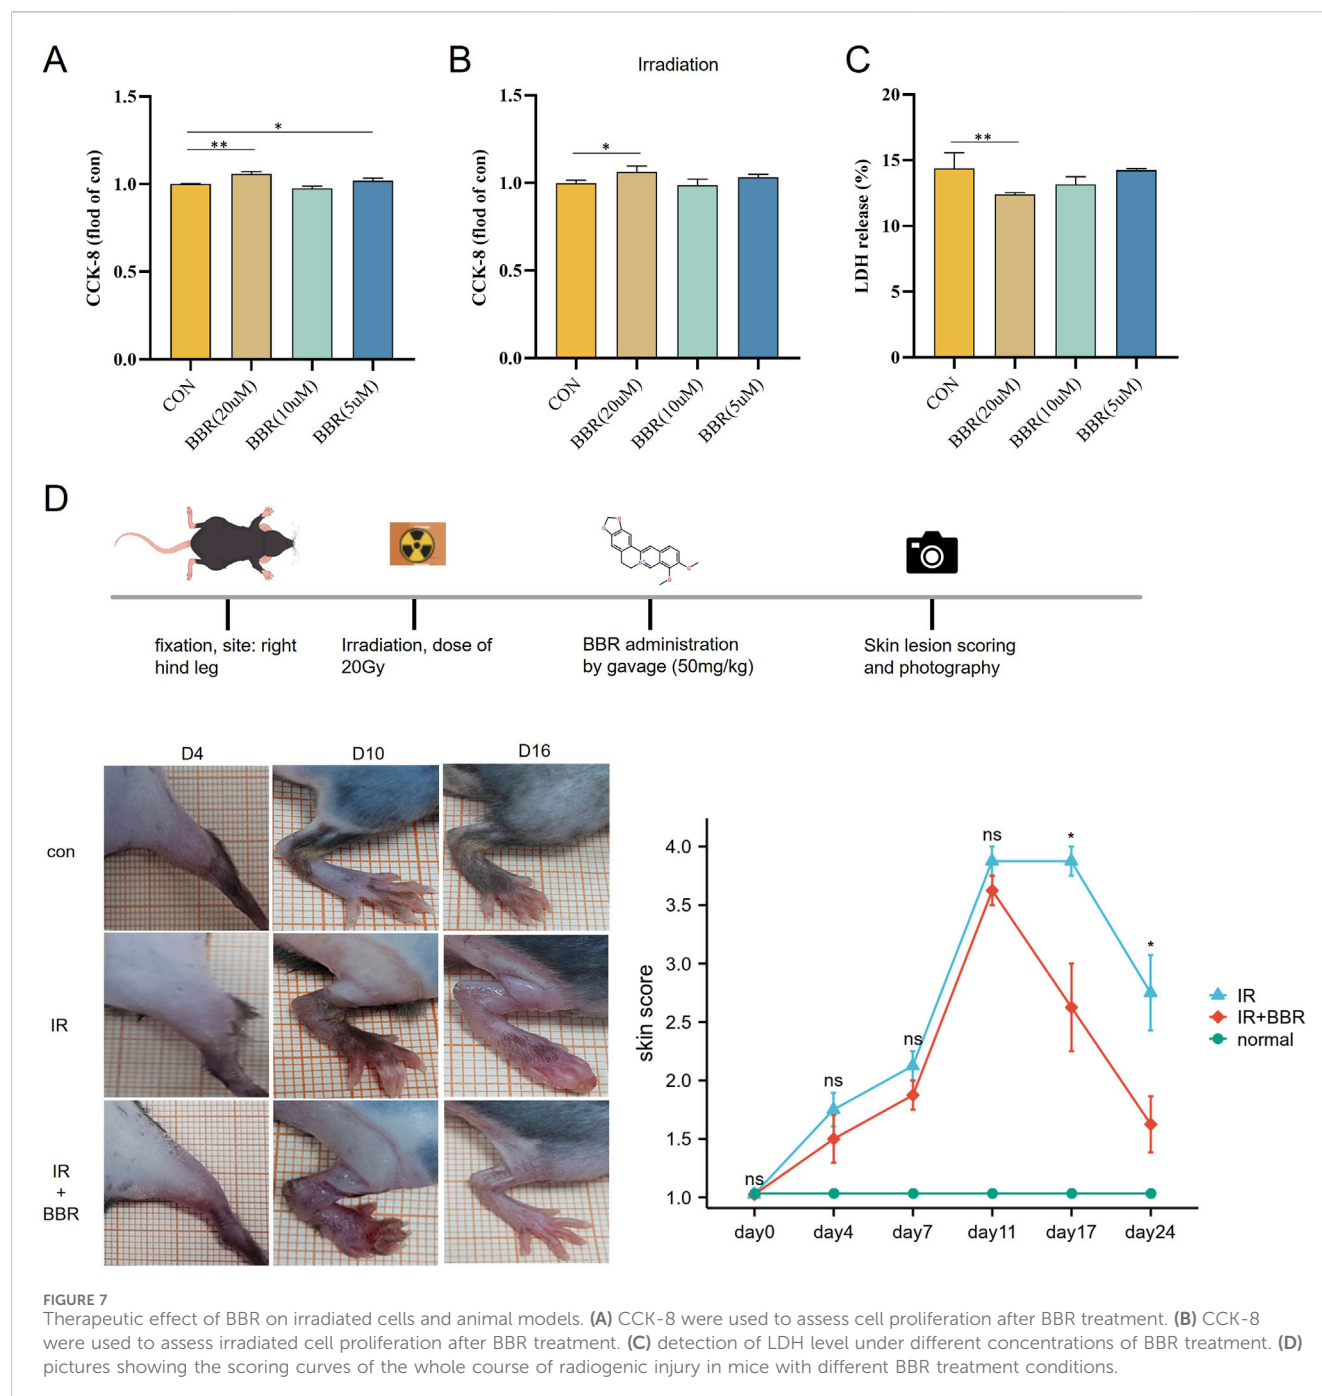 A
CCK-8 (flod of con)
1.5
1.0
0.5
0.0
*
**
CON
BBR(20uM)
BBR(10uM)
BBR(5uM)
B
Irradiation
CCK-8 (flod of con)
1.5
1.0
0.5
0.0
*
CON
BBR(20uM)
BBR(10uM)
BBR(5uM)
C
LDH release (%)
20
15
10
5
0
**
CON
BBR(20uM)
BBR(10uM)
BBR(5uM)
D
N+
O
O
O
O
fixation, site: right
hind leg
Irradiation, dose of
20Gy
BBR administration
by gavage (50mg/kg)
Skin lesion scoring
and photography
D4
D10
D16
con
IR
IR
+
BBR
skin score
4.0
3.5
3.0
2.5
2.0
1.5
1.0
ns
ns
ns
ns
*
*
day0
day4
day7
day11
day17
day24
IR
IR+BBR
normal
FIGURE 7
Therapeutic effect of BBR on irradiated cells and animal models. (A) CCK-8 were used to assess cell proliferation after BBR treatment. (B) CCK-8
were used to assess irradiated cell proliferation after BBR treatment. (C) detection of LDH level under different concentrations of BBR treatment. (D)
pictures showing the scoring curves of the whole course of radiogenic injury in mice with different BBR treatment conditions.